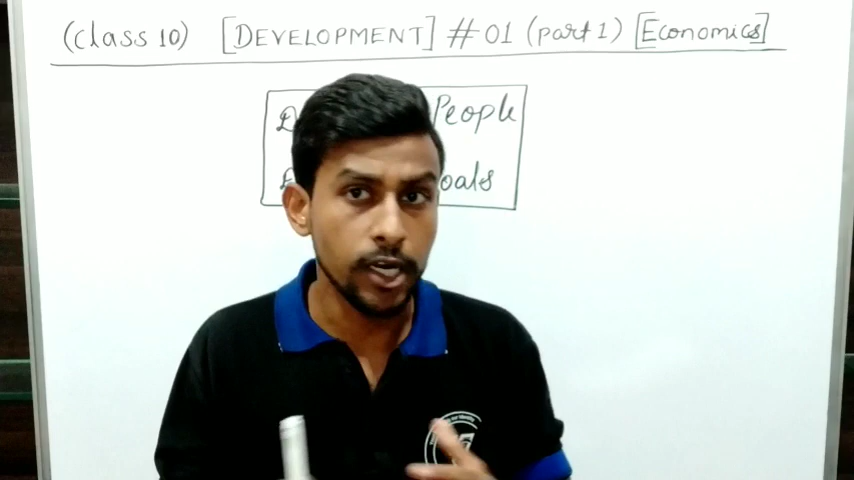 (class 10) [DEVELOPMENT] #01 (part 1) [Economics]
People
oals